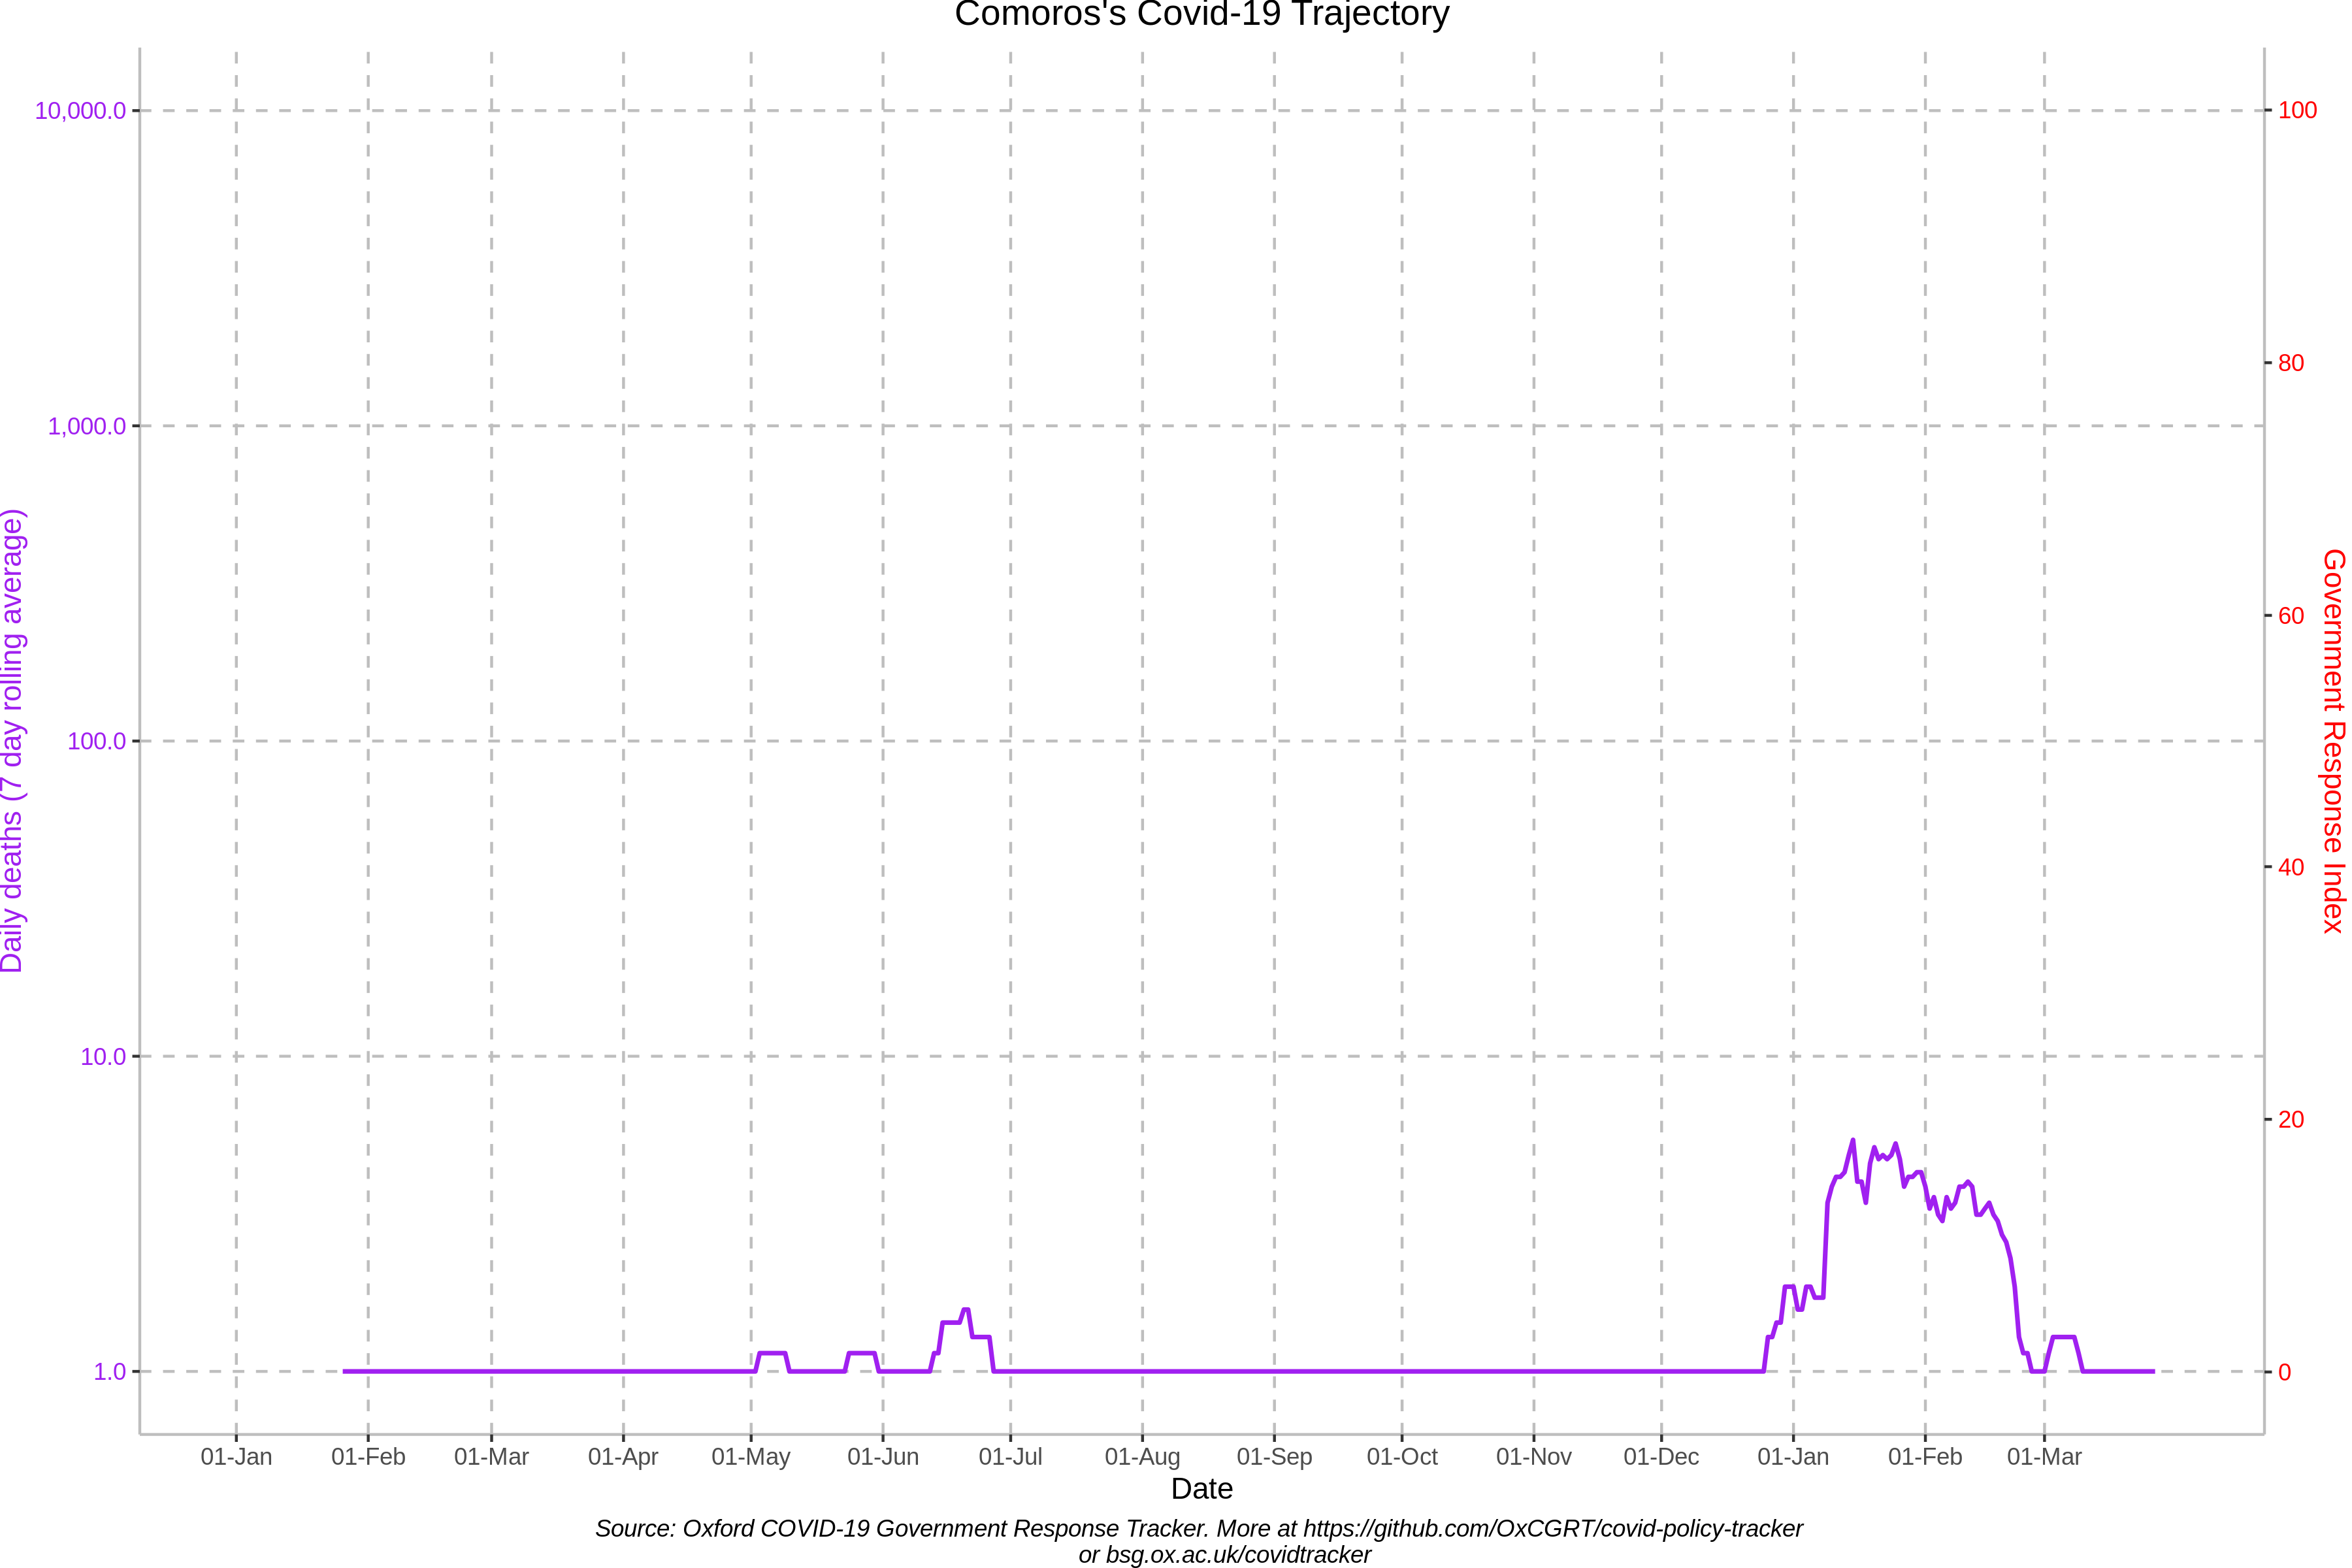 Comoros's Covid-19 Trajectory
10,000.0
1,000.0
100.0
10.0
1.0
Daily deaths (7 day rolling average)
100
80
60
40
20
0
Government Response Index
01-Jan 01-Feb 01-Mar 01-Apr 01-May 01-Jun 01-Jul 01-Aug 01-Sep 01-Oct 01-Nov 01-Dec 01-Jan 01-Feb 01-Mar
Date
Source: Oxford COVID-19 Government Response Tracker. More at https://github.com/OxCGRT/covid-policy-tracker
or bsg.ox.ac.uk/covidtracker